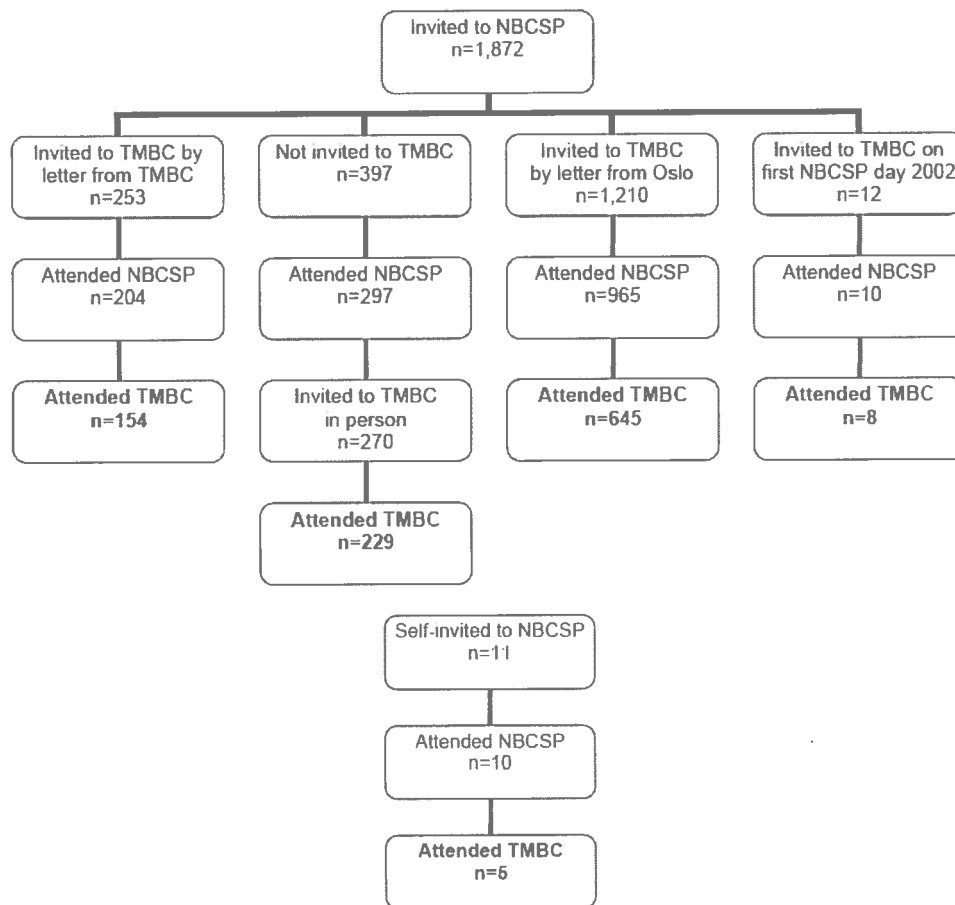 Invited to NBCSP
n=1,872
Invited to TMBC by
letter from TMBC
n=253
Not invited to TMBC
n=397
Invited to TMBC
by letter from Oslo
n=1,210
Invited to TMBC on
first NBCSP day 2002
n=12
Attended NBCSP
n=204
Attended NBCSP
n=297
Attended NBCSP
n=965
Attended NBCSP
n=10
Attended TMBC
n=154
Invited to TMBC
in person
n=270
Attended TMBC
n=645
Attended TMBC
n=8
Attended TMBC
n=229
Self-invited to NBCSP
n=11
Attended NBCSP
n=10
Attended TMBC
n=5